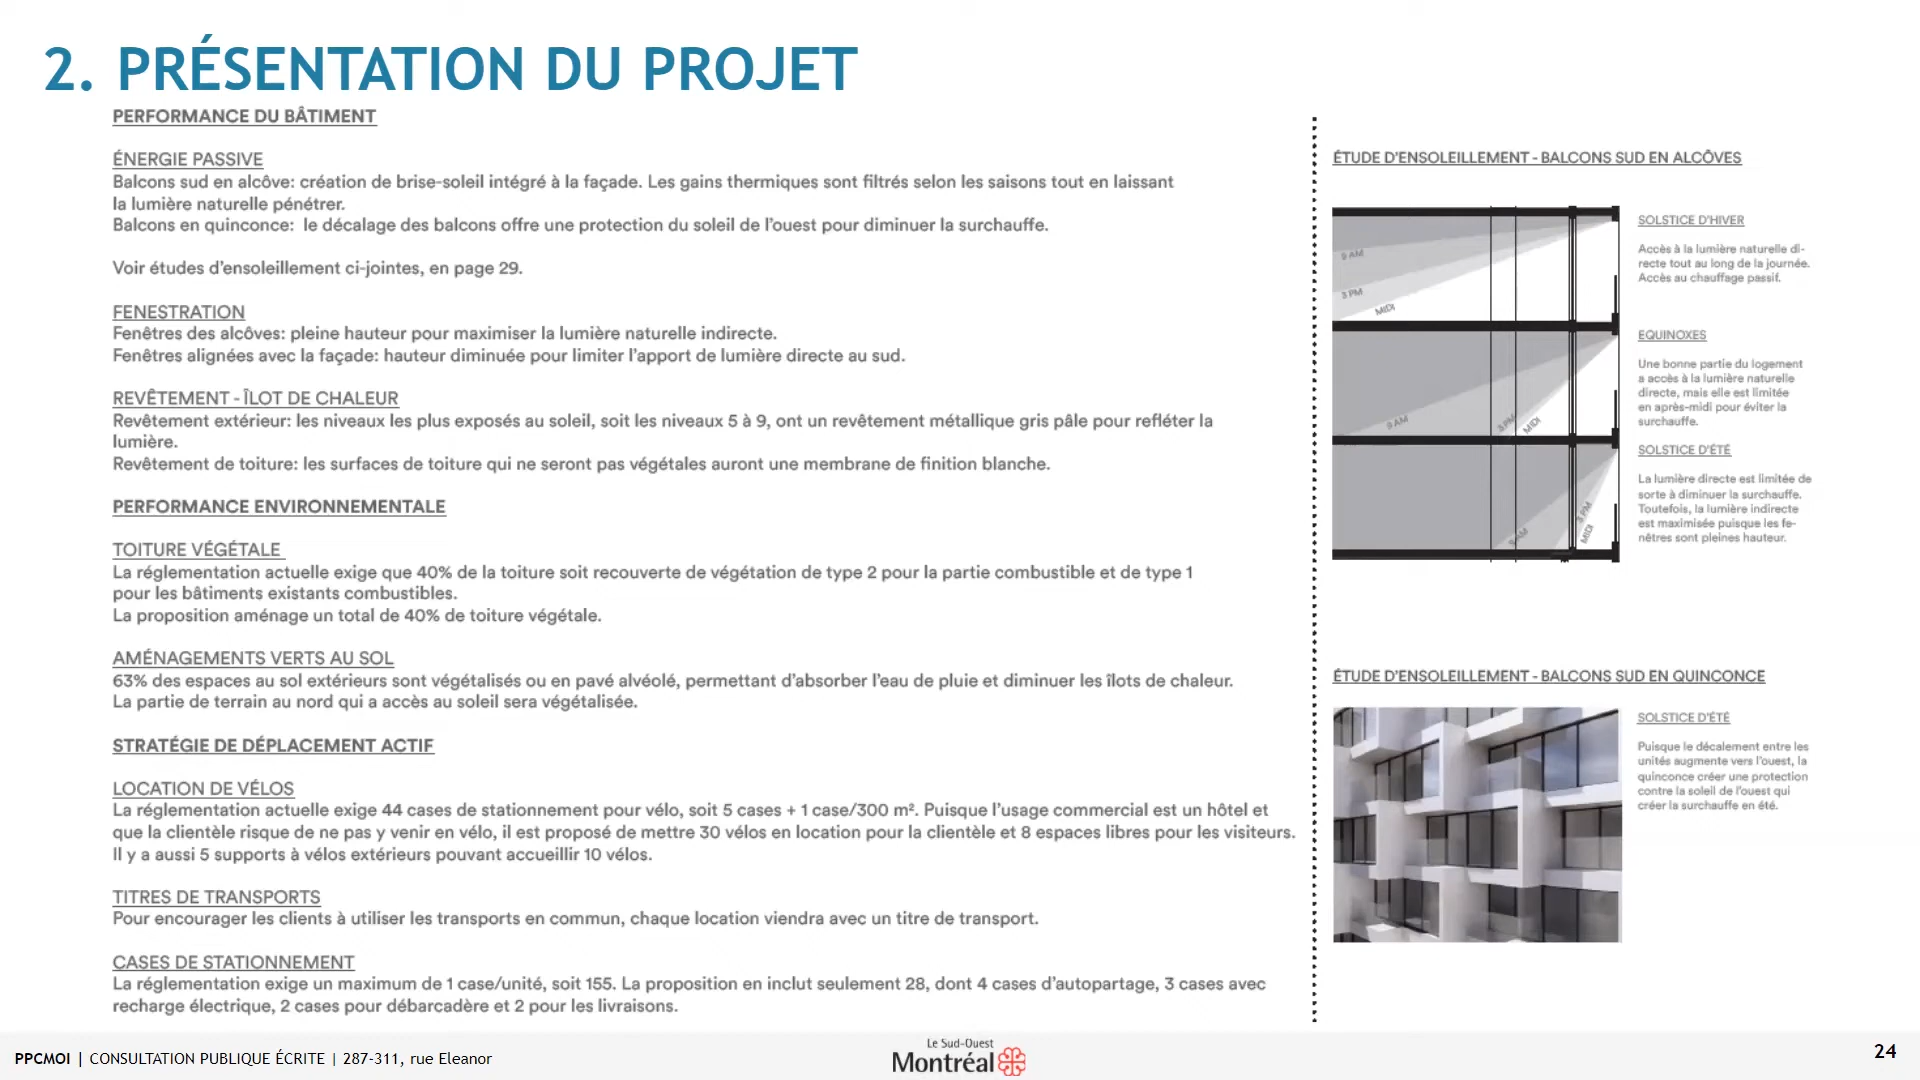 2. PRÉSENTATION DU PROJET
PERFORMANCE DU BÂTIMENT
ÉNERGIE PASSIVE
Balcons sud en alcôve: création de brise-soleil intégré à la façade. Les gains thermiques sont filtrés selon les saisons tout en laissant
la lumière naturelle pénétrer.
Balcons en quinconce: le décalage des balcons offre une protection du soleil de l'ouest pour diminuer la surchauffe.
Voir études d'ensoleillement ci-jointes, en page 29.
FENESTRATION
Fenêtres des alcôves: pleine hauteur pour maximiser la lumière naturelle indirecte.
Fenêtres alignées avec la façade: hauteur diminuée pour limiter l'apport de lumière directe au sud.
REVÊTEMENT - ÎLOT DE CHALEUR
Revêtement extérieur: les niveaux les plus exposés au soleil, soit les niveaux 5 à 9, ont un revêtement métallique gris pâle pour refléter la
lumière.
Revêtement de toiture: les surfaces de toiture qui ne seront pas végétales auront une membrane de finition blanche.
PERFORMANCE ENVIRONNEMENTALE
TOITURE VÉGÉTALE
La réglementation actuelle exige que 40% de la toiture soit recouverte de végétation de type 2 pour la partie combustible et de type 1
pour les bâtiments existants combustibles.
La proposition aménage un total de 40% de toiture végétale.
AMÉNAGEMENTS VERTS AU SOL
63% des espaces au sol extérieurs sont végétalisés ou en pavé alvéolé, permettant d'absorber l'eau de pluie et diminuer les îlots de chaleur.
La partie de terrain au nord qui a accès au soleil sera végétalisée.
STRATÉGIE DE DÉPLACEMENT ACTIF
LOCATION DE VÉLOS
La réglementation actuelle exige 44 cases de stationnement pour vélo, soit 5 cases + 1 case/300 m². Puisque l'usage commercial est un hôtel et
que la clientèle risque de ne pas y venir en vélo, il est proposé de mettre 30 vélos en location pour la clientèle et 8 espaces libres pour les visiteurs.
Il y a aussi 5 supports à vélos extérieurs pouvant accueillir 10 vélos.
TITRES DE TRANSPORTS
Pour encourager les clients à utiliser les transports en commun, chaque location viendra avec un titre de transport.
CASES DE STATIONNEMENT
La réglementation exige un maximum de 1 case/unité, soit 155. La proposition en inclut seulement 28, dont 4 cases d'autopartage, 3 cases avec
recharge électrique, 2 cases pour débarcadère et 2 pour les livraisons.
ÉTUDE D'ENSOLEILLEMENT - BALCONS SUD EN ALCÔVES
9 AM
3 PM
MIDI
SOLSTICE D'HIVER
Accès à la lumière naturelle di-
recte tout au long de la journée.
Accès au chauffage passif.
9 AM
3 PM
MIDI
EQUINOXES
Une bonne partie du logement
a accès à la lumière naturelle
directe, mais elle est limitée
en après-midi pour éviter la
surchauffe.
9 AM
3 PM
MIDI
SOLSTICE D'ÉTÉ
La lumière directe est limitée de
sorte à diminuer la surchauffe.
Toutefois, la lumière indirecte
est maximisée puisque les fe-
nêtres sont pleines hauteur.
ÉTUDE D'ENSOLEILLEMENT - BALCONS SUD EN QUINCONCE
SOLSTICE D'ÉTÉ
Puisque le décalement entre les
unités augmente vers l'ouest, la
quinconce créer une protection
contre la soleil de l'ouest qui
créer la surchauffe en été.
PPCMOI | CONSULTATION PUBLIQUE ÉCRITE | 287-311, rue Eleanor
Le Sud-Ouest
Montréal
24